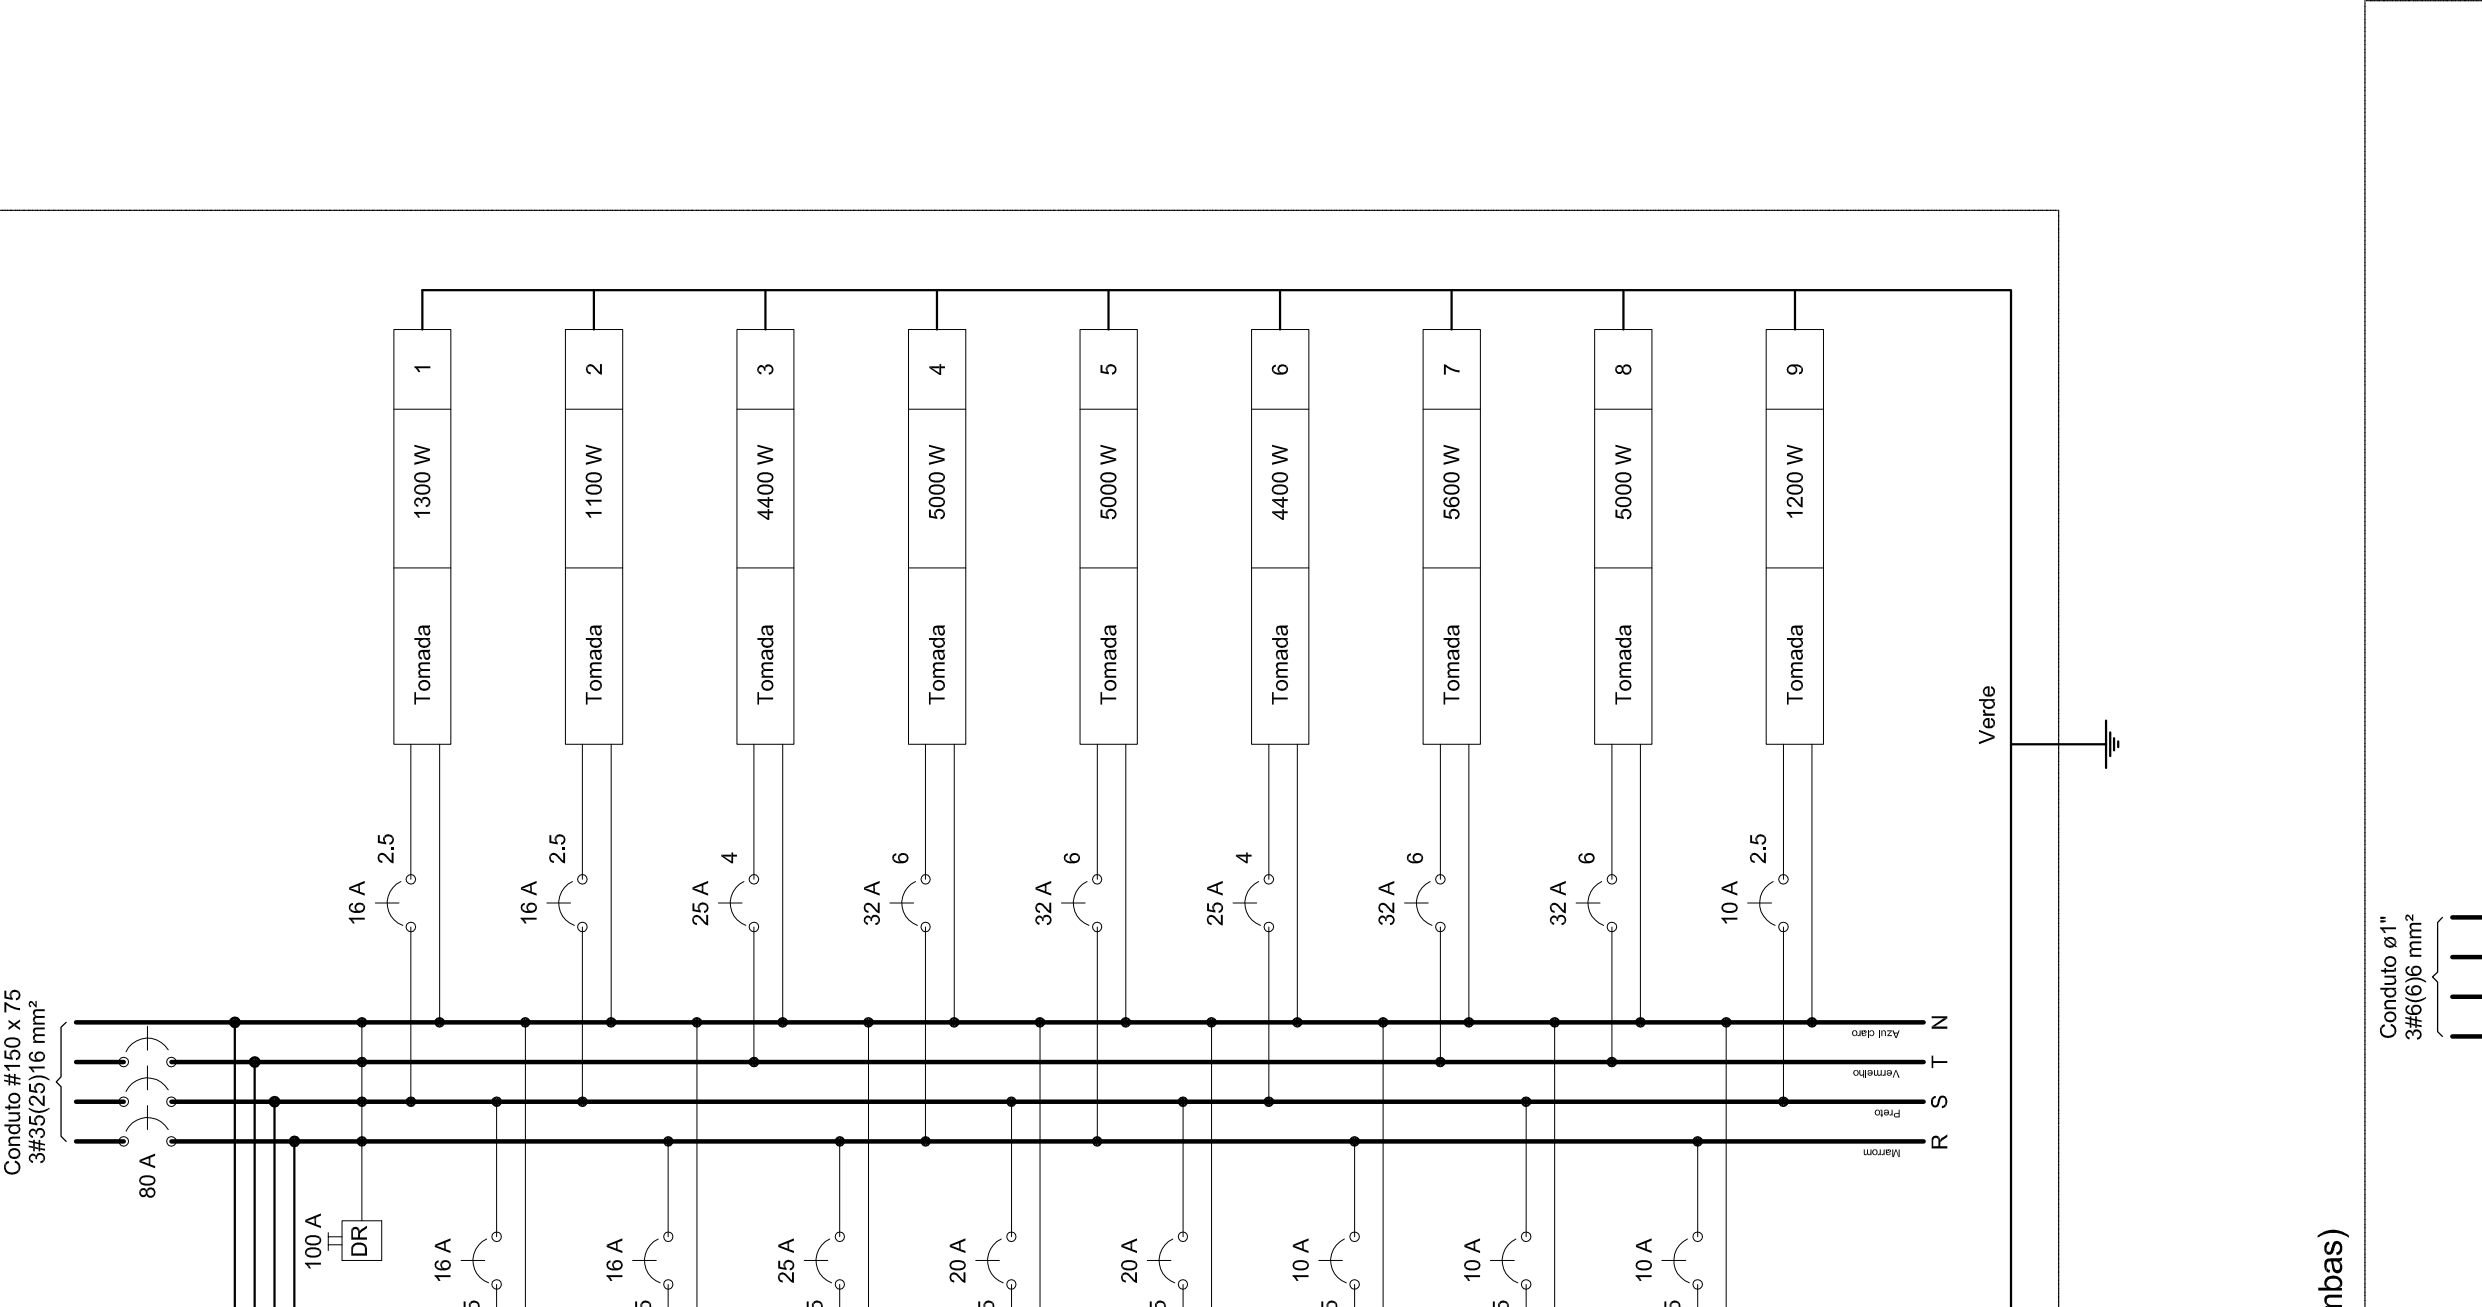 1
2
3
4
5
6
7
8
9
1300 W
1100 W
4400 W
5000 W
5000 W
4400 W
5600 W
5000 W
1200 W
Tomada
Tomada
Tomada
Tomada
Tomada
Tomada
Tomada
Tomada
Tomada
Verde
2.5
2.5
4
6
6
4
6
6
2.5
16 A
16 A
25 A
32 A
32 A
25 A
32 A
32 A
10 A
Conduto #150 x 75
3#35(25)16 mm²
80 A
N
Azul claro
T
Vermelho
S
Preto
R
Marrom
100 A
DR
16 A
16 A
25 A
20 A
20 A
10 A
10 A
10 A
Conduto ø1"
3#6(6)6 mm²